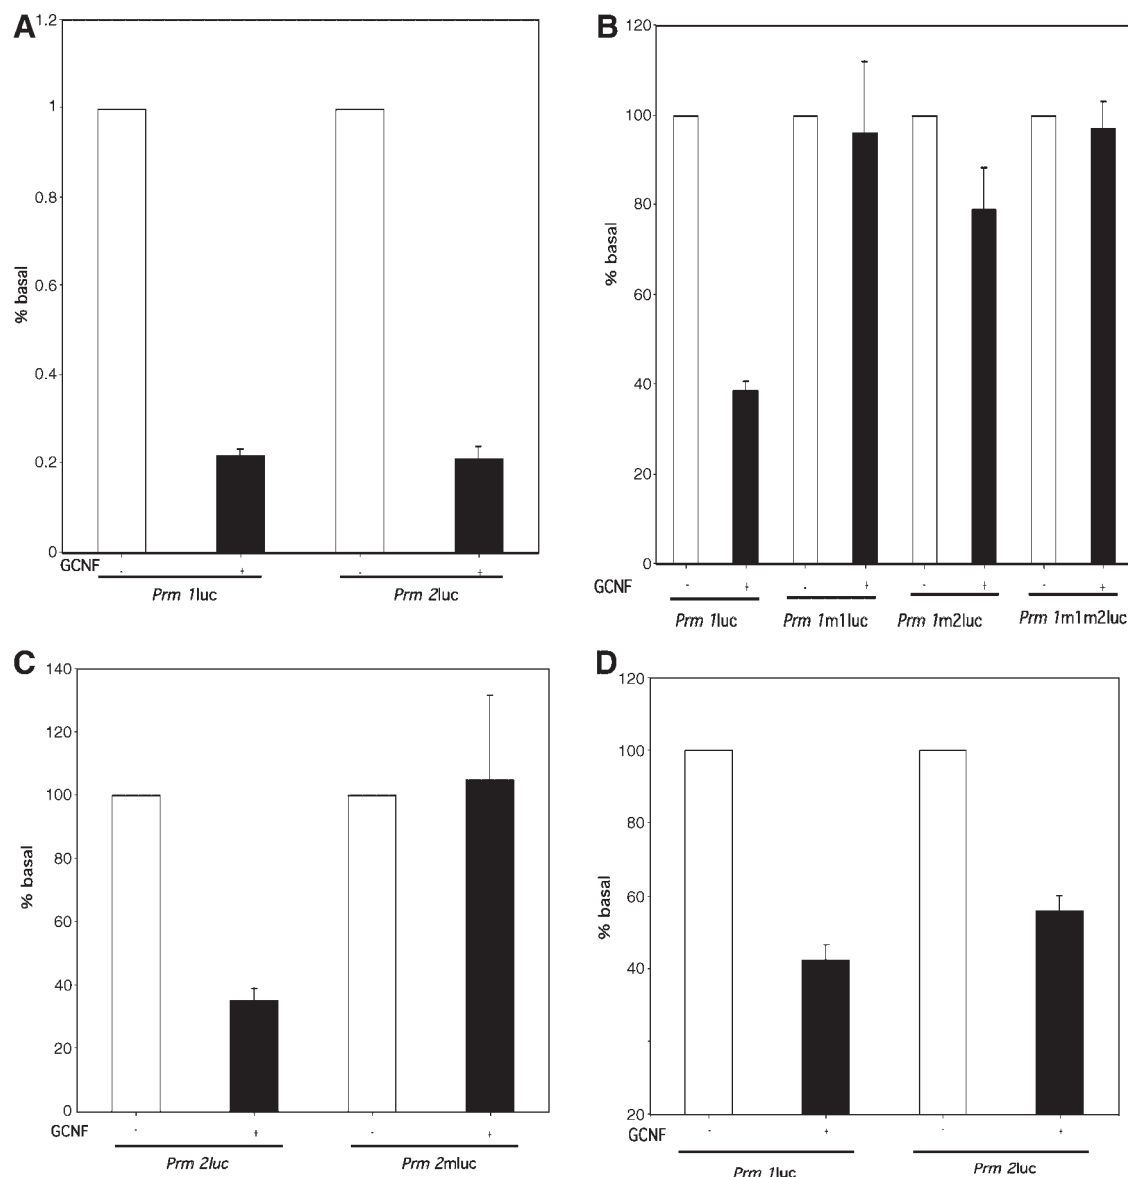 A
1.2
1
0.8
0.6
0.4
0.2
0
% basal
GCNF - + - +
Prm 1luc Prm 2luc
B
120
100
80
60
40
20
0
% basal
GCNF - + - + - + - +
Prm 1luc Prm 1m1luc Prm 1m2luc Prm 1m1m2luc
C
140
120
100
80
60
40
20
0
% basal
GCNF - + - +
Prm 2luc Prm 2mluc
D
120
100
80
60
40
20
% basal
GCNF - + - +
Prm 1luc Prm 2luc